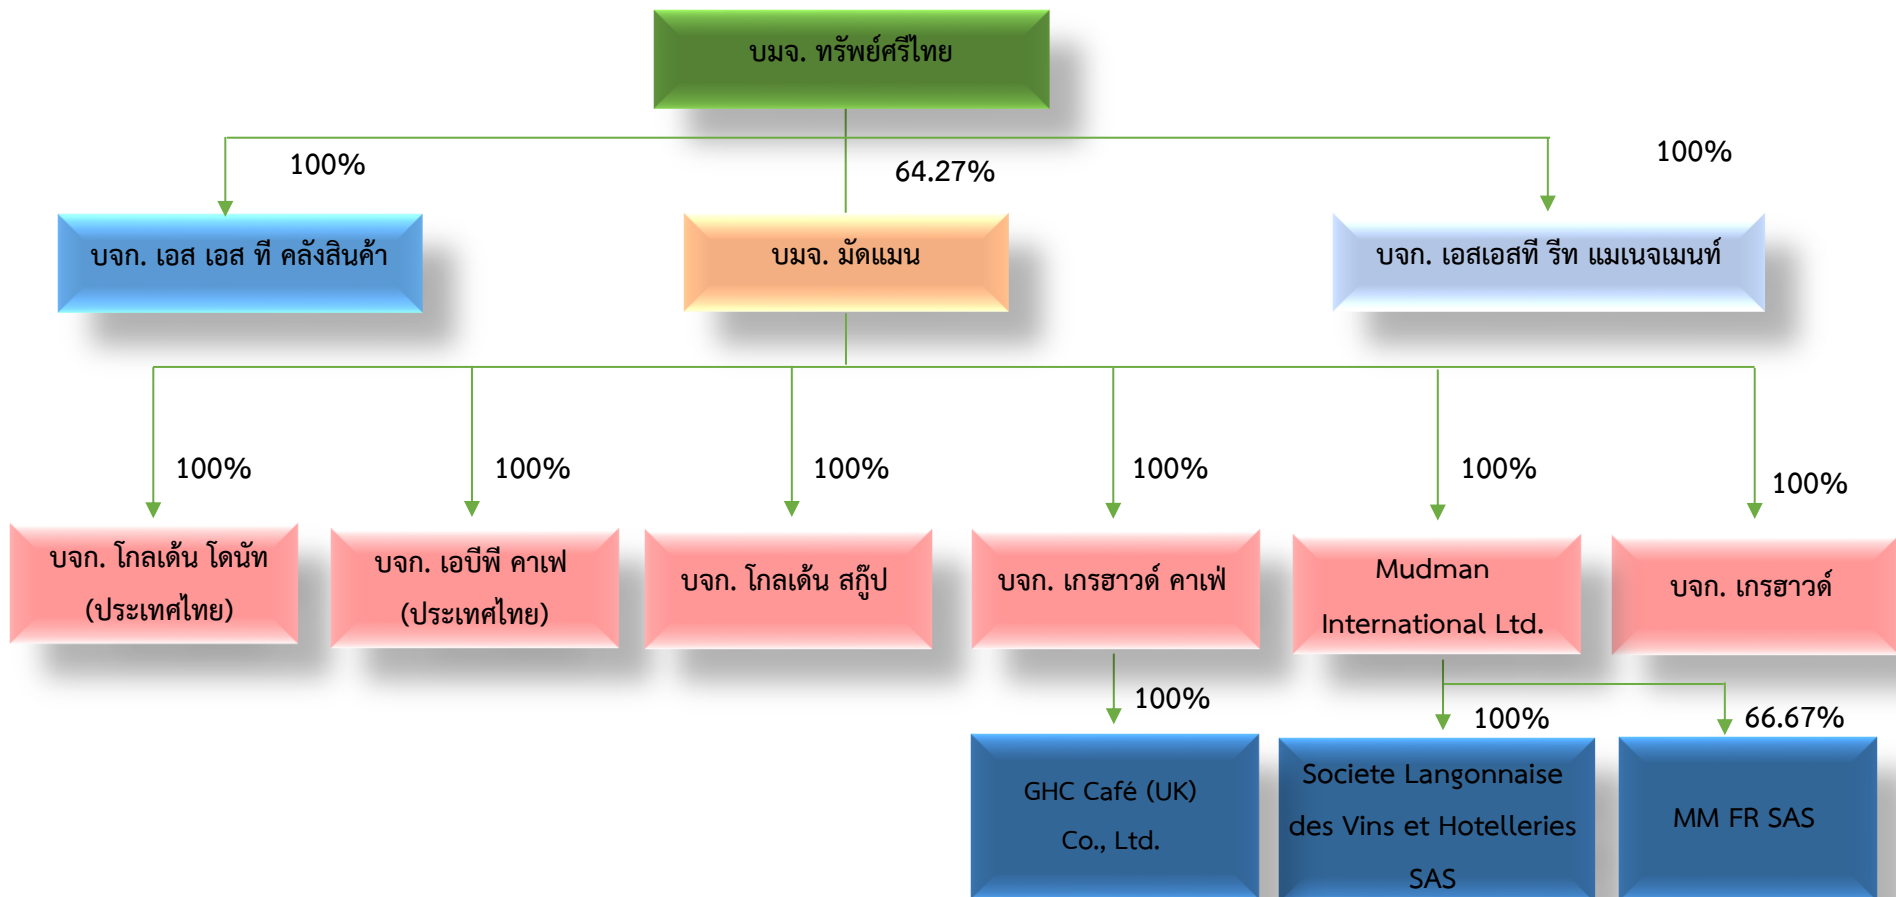 บมจ. ทรัพย์ศรีไทย
100%
64.27%
100%
บจก. เอส เอส ที คลังสินค้า
บมจ. มัดแมน
บจก. เอสเอสที รีท แมเนจเมนท์
100%
100%
100%
100%
100%
100%
บจก. โกลเด้น โดนัท
(ประเทศไทย)
บจก. เอบีพี คาเฟ
(ประเทศไทย)
บจก. โกลเด้น สกู๊ป
บจก. เกรฮาวด์ คาเฟ่
Mudman
International Ltd.
บจก. เกรฮาวด์
100%
100%
66.67%
GHC Café (UK)
Co., Ltd.
Societe Langonnaise
des Vins et Hotelleries
SAS
MM FR SAS